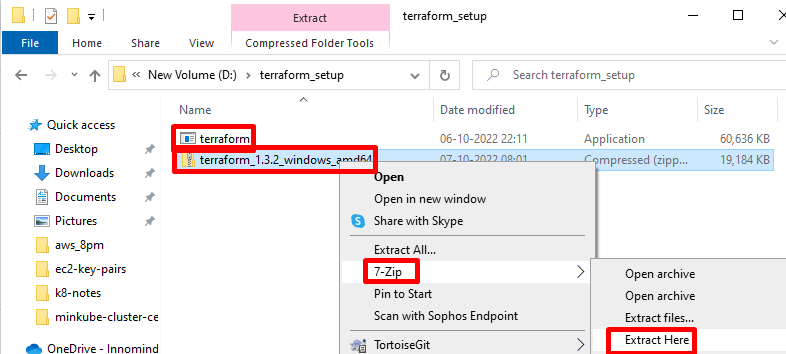 Extract
terraform_setup
File
Home
Share
View
Compressed Folder Tools
« New Volume (D:) > terraform_setup
Search terraform_setup
Name
Date modified
Type
Size
Quick access
Desktop
Downloads
Documents
Pictures
aws_8pm
ec2-key-pairs
k8-notes
minkube-cluster-ce
OneDrive - Innomind
terraform
06-10-2022 22:11
Application
60,636 KB
terraform_1.3.2_windows_amd64
07-10-2022 08:01
Compressed (zipp...
19,184 KB
Open
Open in new window
Share with Skype
Extract All...
7-Zip
Pin to Start
Scan with Sophos Endpoint
TortoiseGit
Open archive
Open archive
Extract files...
Extract Here